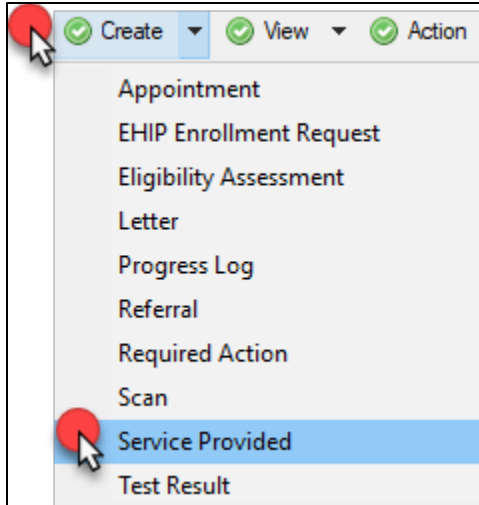 Create View Action
Appointment
EHIP Enrollment Request
Eligibility Assessment
Letter
Progress Log
Referral
Required Action
Scan
Service Provided
Test Result